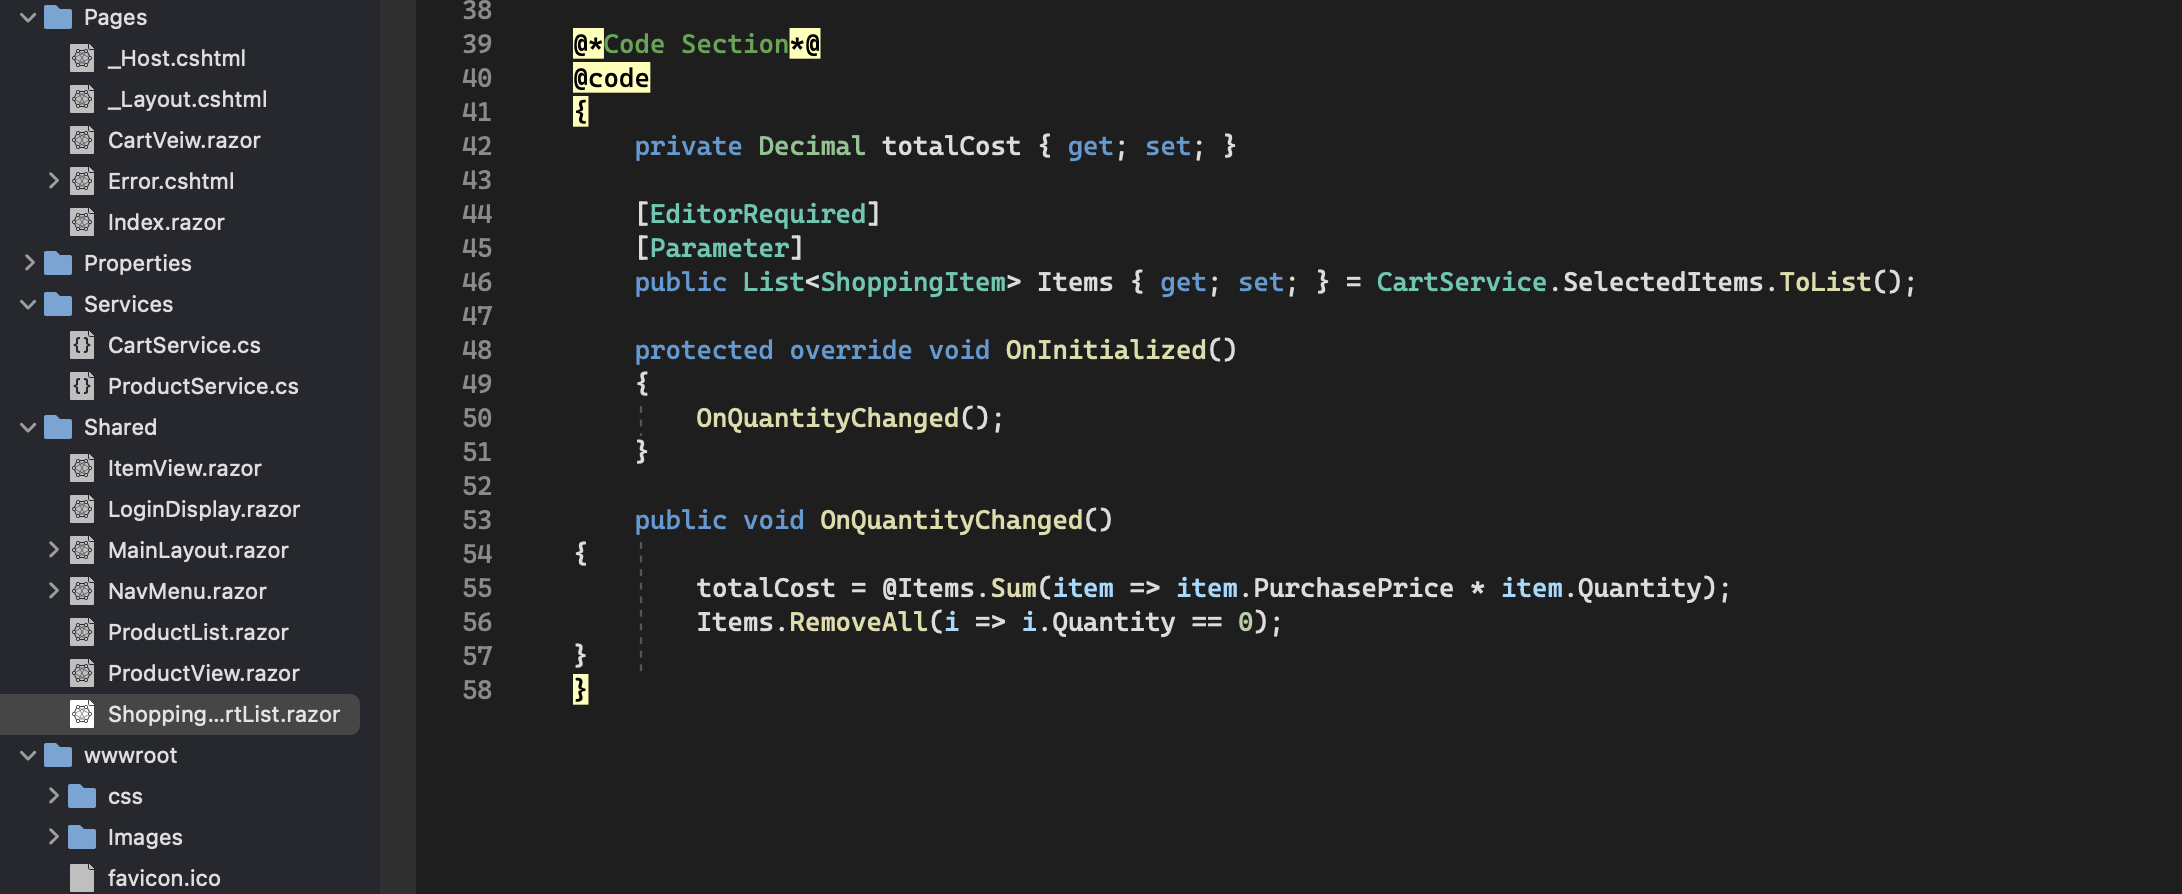 Pages
_Host.cshtml
_Layout.cshtml
CartVeiw.razor
Error.cshtml
Index.razor
Properties
Services
CartService.cs
ProductService.cs
Shared
ItemView.razor
LoginDisplay.razor
MainLayout.razor
NavMenu.razor
ProductList.razor
ProductView.razor
Shopping...rtList.razor
wwwroot
css
Images
favicon.ico
38
39 @*Code Section*@
40 @code
41 {
42 private Decimal totalCost { get; set; }
43
44 [EditorRequired]
45 [Parameter]
46 public List<ShoppingItem> Items { get; set; } = CartService.SelectedItems.ToList();
47
48 protected override void OnInitialized()
49 {
50 OnQuantityChanged();
51 }
52
53 public void OnQuantityChanged()
54 {
55 totalCost = @Items.Sum(item => item.PurchasePrice * item.Quantity);
56 Items.RemoveAll(i => i.Quantity == 0);
57 }
58 }